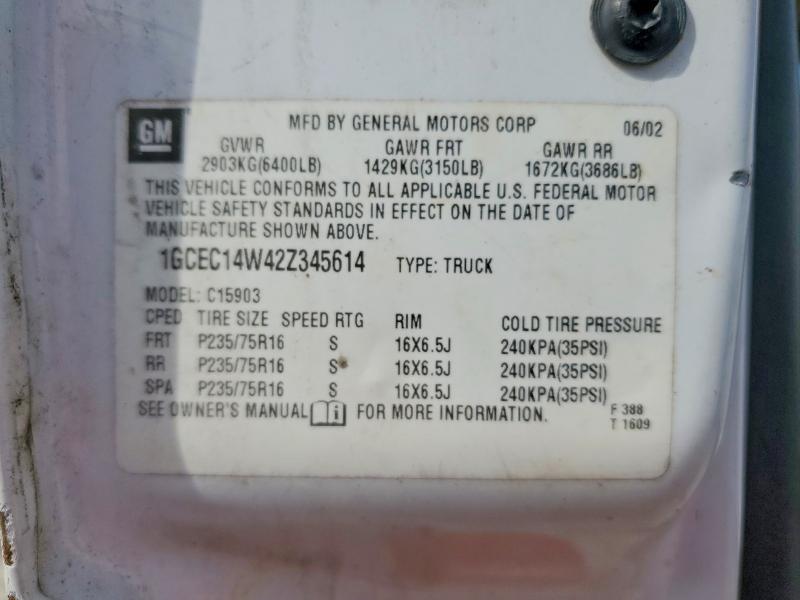 GM MFD BY GENERAL MOTORS CORP 06/02
GVWR GAWR FRT GAWR RR
2903KG(6400LB) 1429KG(3150LB) 1672KG(3686LB)
THIS VEHICLE CONFORMS TO ALL APPLICABLE U.S. FEDERAL MOTOR
VEHICLE SAFETY STANDARDS IN EFFECT ON THE DATE OF
MANUFACTURE SHOWN ABOVE.
1GCEC14W42Z345614 TYPE: TRUCK
MODEL: C15903
CPED TIRE SIZE SPEED RTG RIM COLD TIRE PRESSURE
FRT P235/75R16 S 16X6.5J 240KPA(35PSI)
RR P235/75R16 S 16X6.5J 240KPA(35PSI)
SPA P235/75R16 S 16X6.5J 240KPA(35PSI)
SEE OWNER'S MANUAL i FOR MORE INFORMATION.
F 388
T 1609